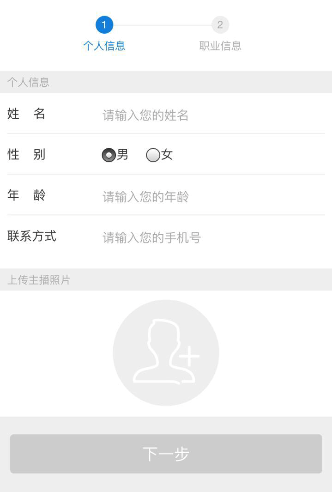 1 2
个人信息 职业信息
个人信息
姓 名 请输入您的姓名
性 别 男 女
年 龄 请输入您的年龄
联系方式 请输入您的手机号
上传主播照片
下一步